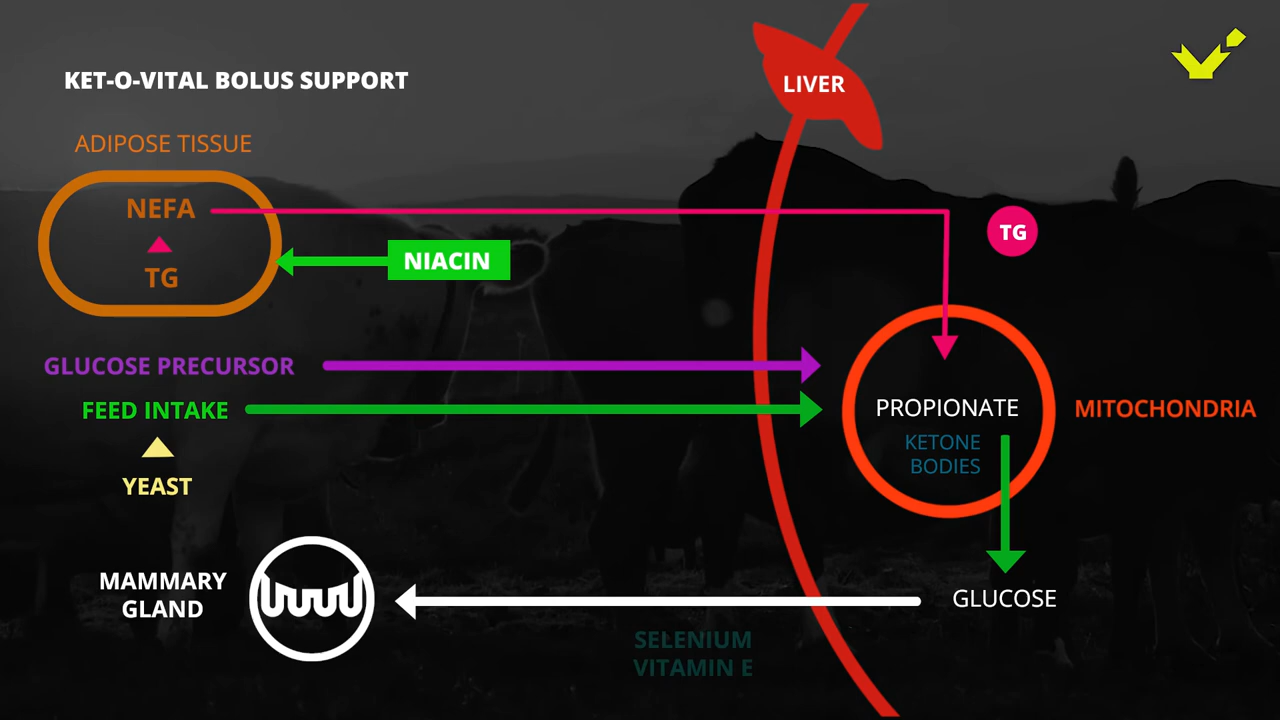 KET-O-VITAL BOLUS SUPPORT
LIVER
ADIPOSE TISSUE
NEFA
TG
NIACIN
TG
GLUCOSE PRECURSOR
FEED INTAKE
YEAST
PROPIONATE
KETONE
BODIES
MITOCHONDRIA
MAMMARY
GLAND
GLUCOSE
SELENIUM
VITAMIN E